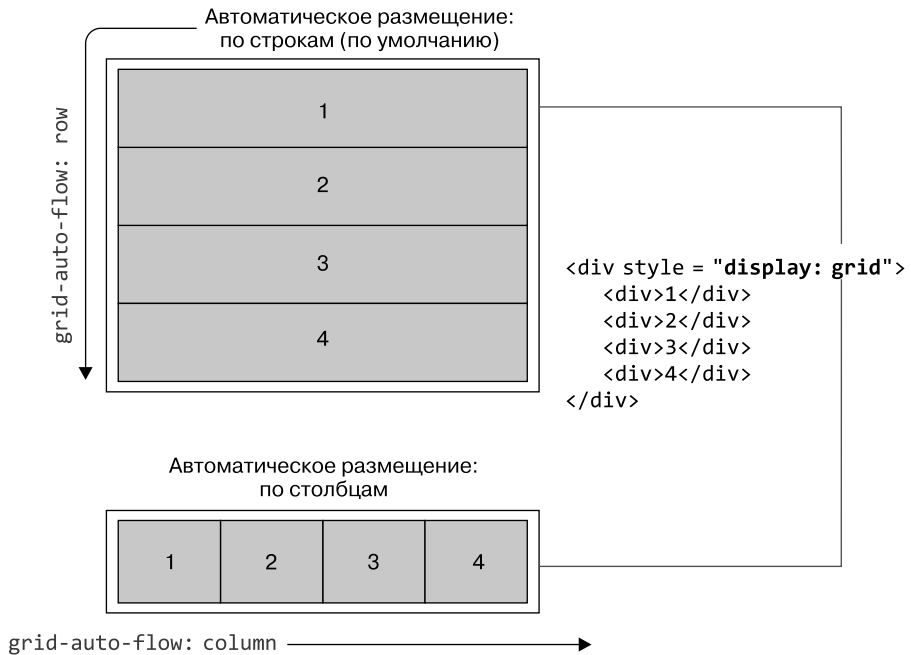 Автоматическое размещение:
по строкам (по умолчанию)
grid-auto-flow: row
1
2
3
4
<div style = "display: grid">
<div>1</div>
<div>2</div>
<div>3</div>
<div>4</div>
</div>
Автоматическое размещение:
по столбцам
1 2 3 4
grid-auto-flow: column